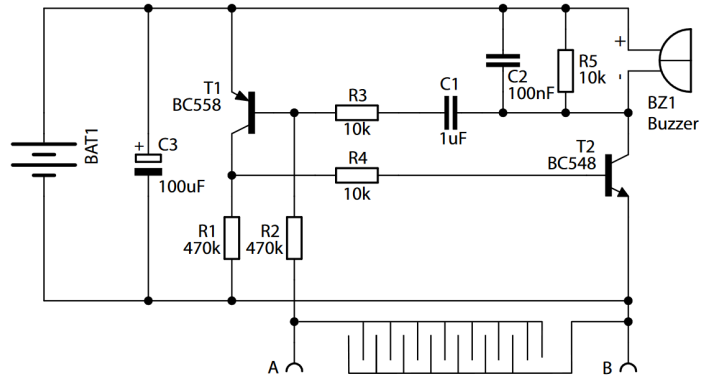 BAT1
+
C3
100uF
T1
BC558
R3
10k
C1
1uF
C2
100nF
R5
10k
+
-
BZ1
Buzzer
R4
10k
T2
BC548
R1
470k
R2
470k
A
B